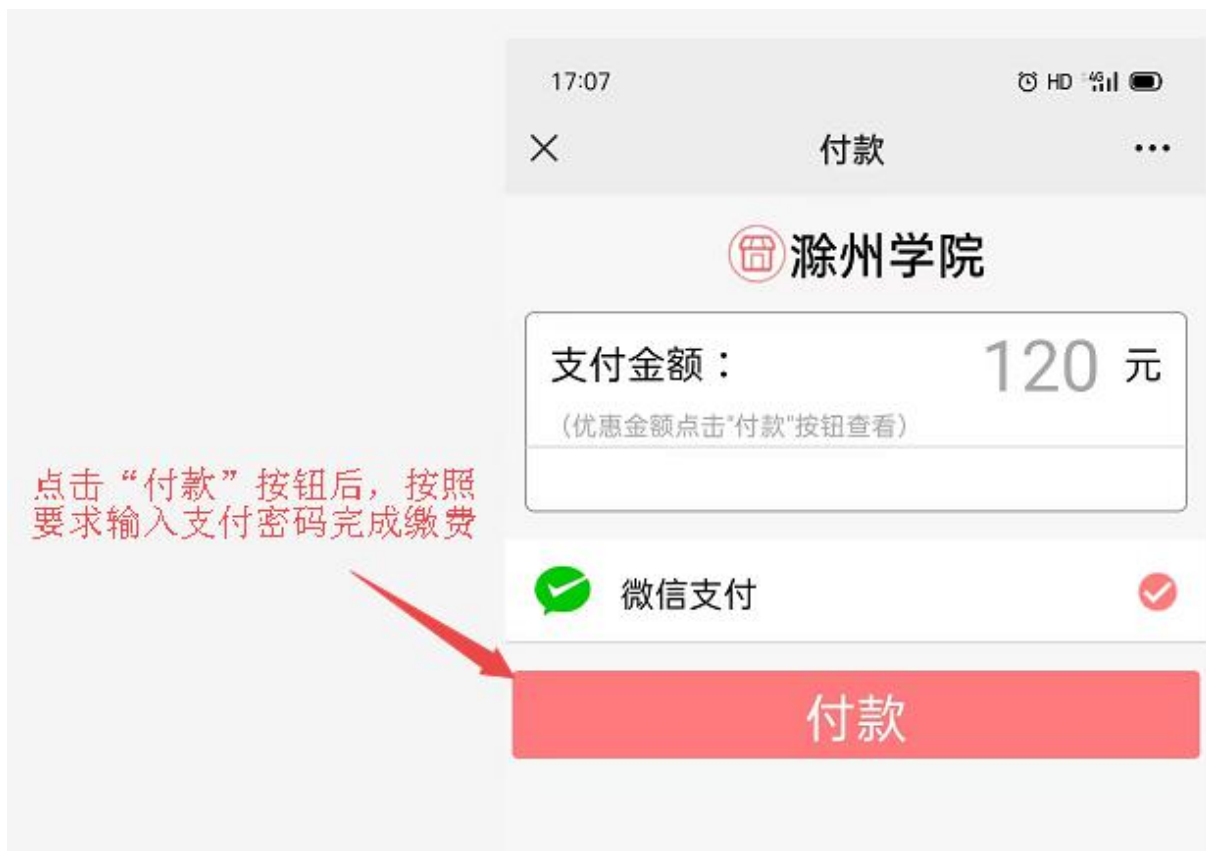 17:07 HD 4G
付款
滁州学院
支付金额： 120 元
（优惠金额点击"付款"按钮查看）
点击“付款”按钮后，按照
要求输入支付密码完成缴费
微信支付
付款